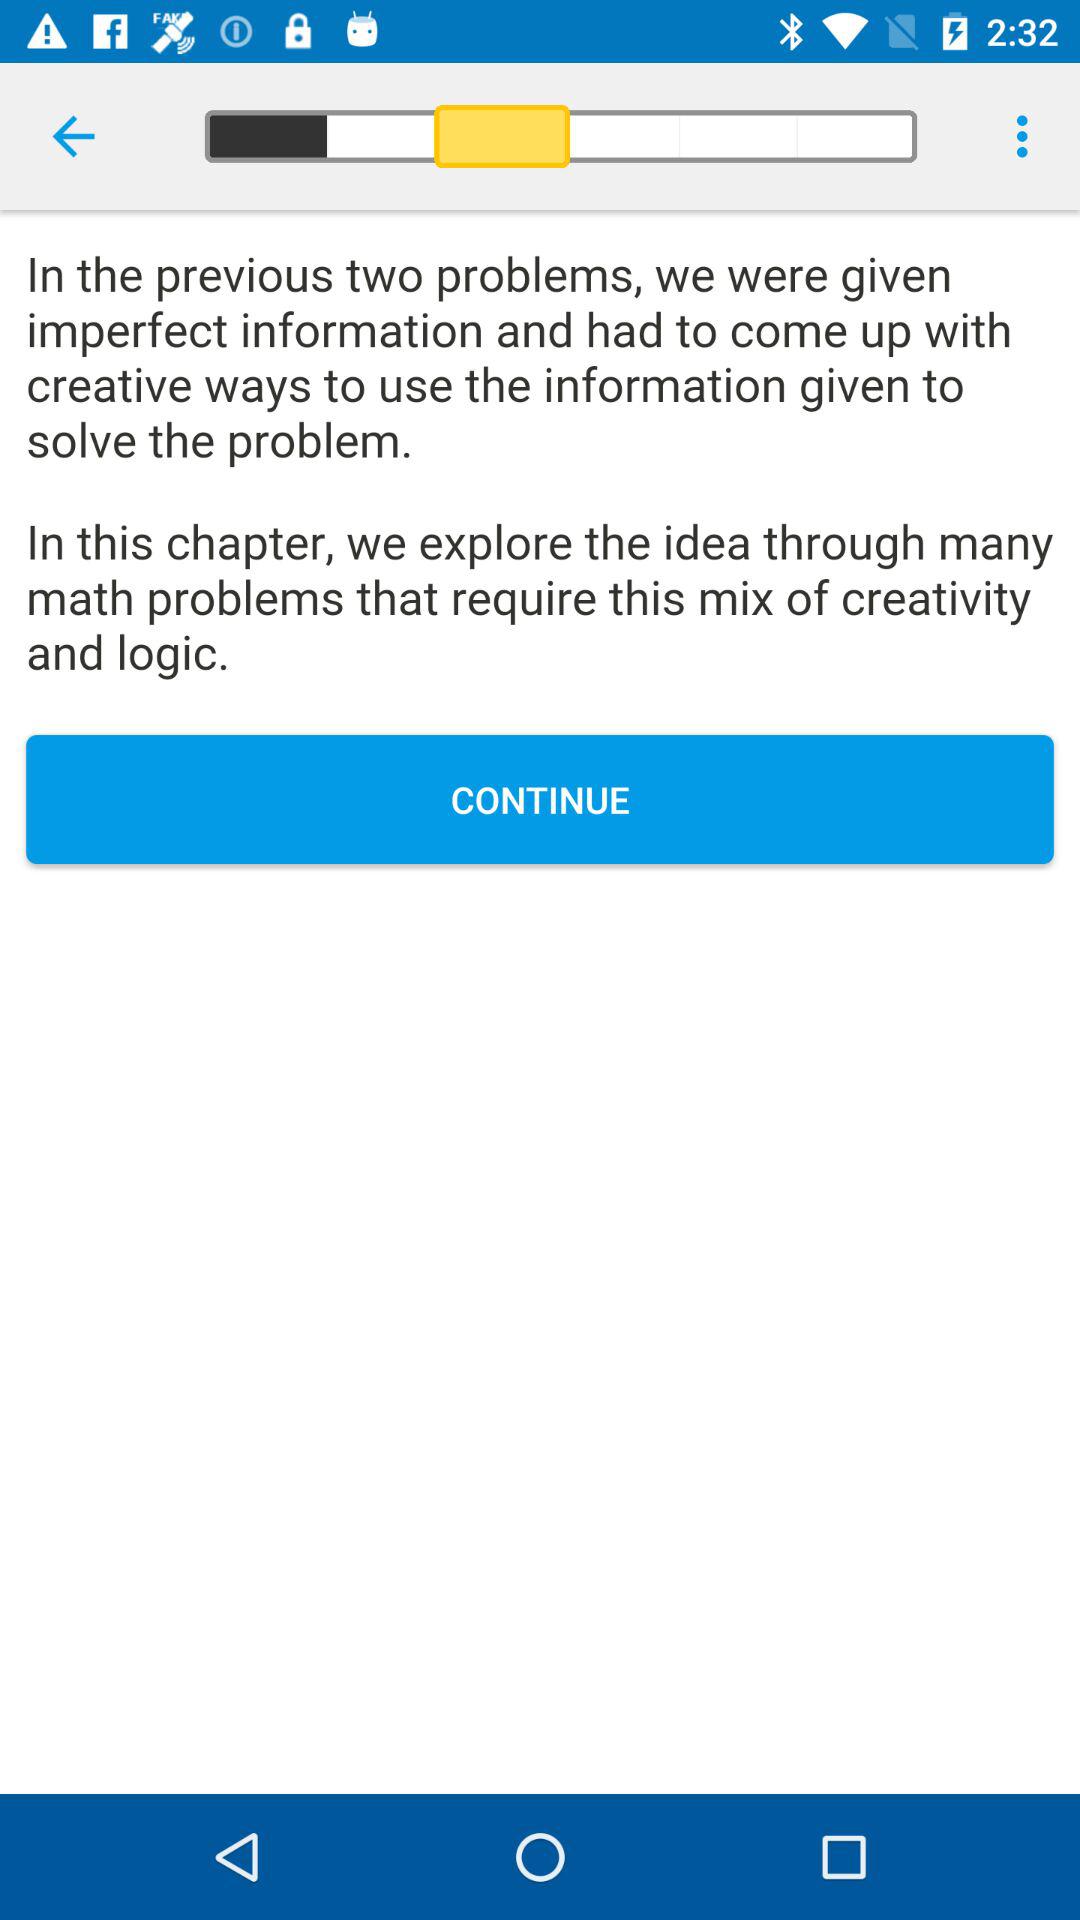 FAKE
2:32
In the previous two problems, we were given
imperfect information and had to come up with
creative ways to use the information given to
solve the problem.
In this chapter, we explore the idea through many
math problems that require this mix of creativity
and logic.
CONTINUE